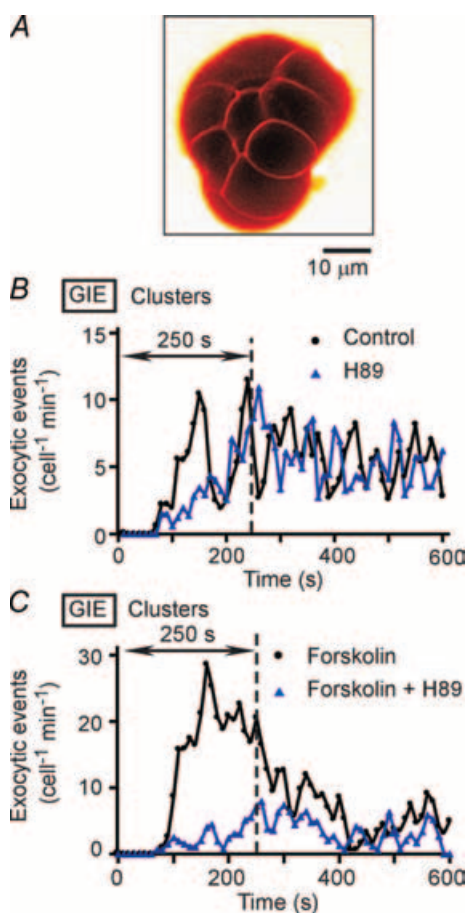 A
10 μm
B GIE Clusters
250 s
Control
H89
Exocytic events
(cell-1 min-1)
15
10
5
0
0 200 400 600
Time (s)
C GIE Clusters
250 s
Forskolin
Forskolin + H89
Exocytic events
(cell-1 min-1)
30
20
10
0
0 200 400 600
Time (s)